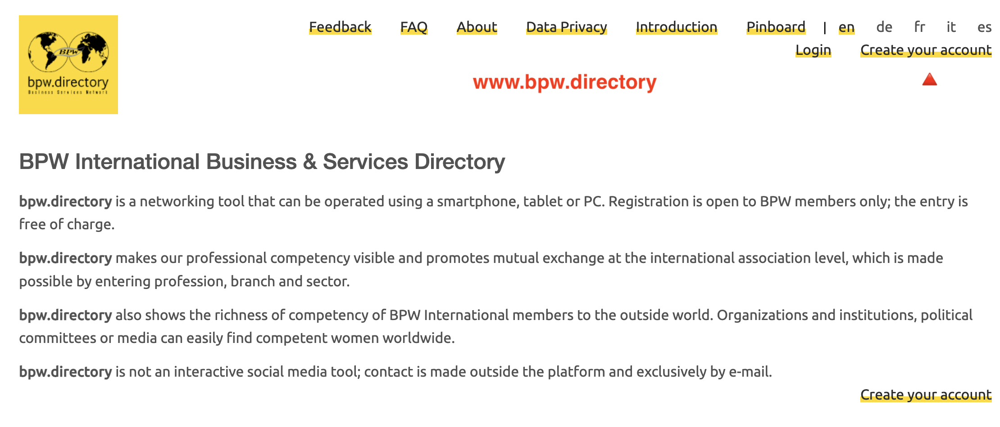 BPW
bpw.directory
Business Services Network
Feedback FAQ About Data Privacy Introduction Pinboard | en de fr it es
Login Create your account
www.bpw.directory
BPW International Business & Services Directory
bpw.directory is a networking tool that can be operated using a smartphone, tablet or PC. Registration is open to BPW members only; the entry is
free of charge.
bpw.directory makes our professional competency visible and promotes mutual exchange at the international association level, which is made
possible by entering profession, branch and sector.
bpw.directory also shows the richness of competency of BPW International members to the outside world. Organizations and institutions, political
committees or media can easily find competent women worldwide.
bpw.directory is not an interactive social media tool; contact is made outside the platform and exclusively by e-mail.
Create your account